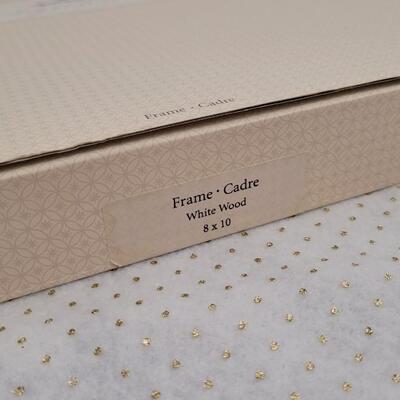 Frame · Cadre
Frame · Cadre
White Wood
8 x 10